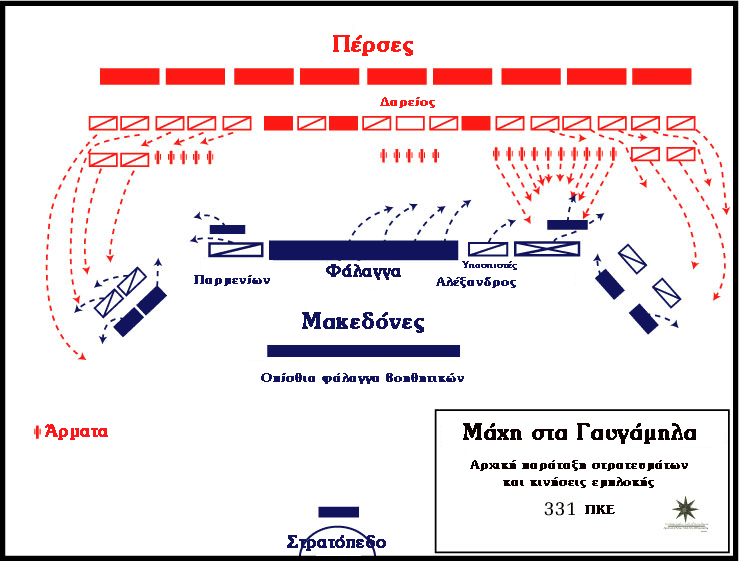 Πέρσες
Δαρείος
Παρμενίων
Φάλαγγα
Υπασπιστές
Αλέξανδρος
Μακεδόνες
Οπίσθια φάλαγγα βοηθητικών
Άρματα
Μάχη στα Γαυγάμηλα
Αρχική παράταξη στρατευμάτων
και κινήσεις εμπλοκής
331 ΠΚΕ
Στρατόπεδο